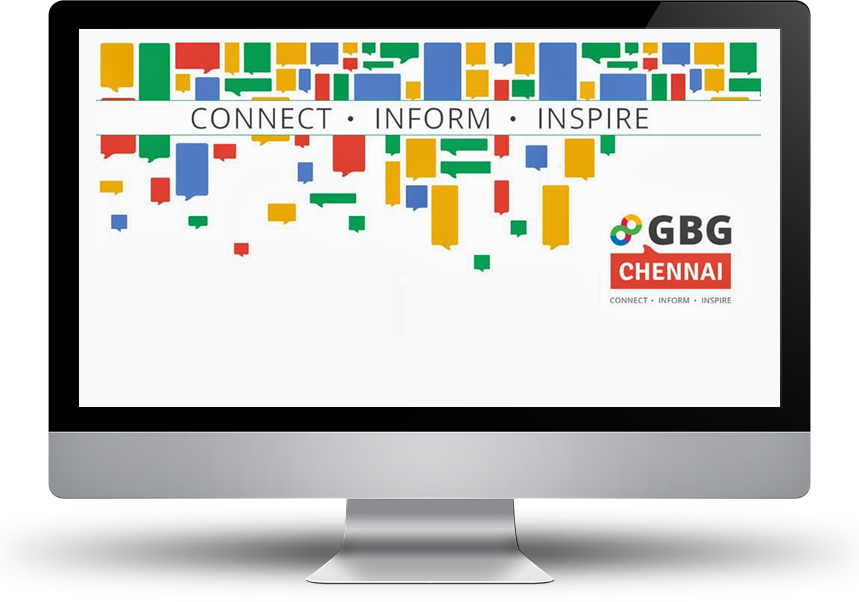 CONNECT • INFORM • INSPIRE
GBG
CHENNAI
CONNECT • INFORM • INSPIRE